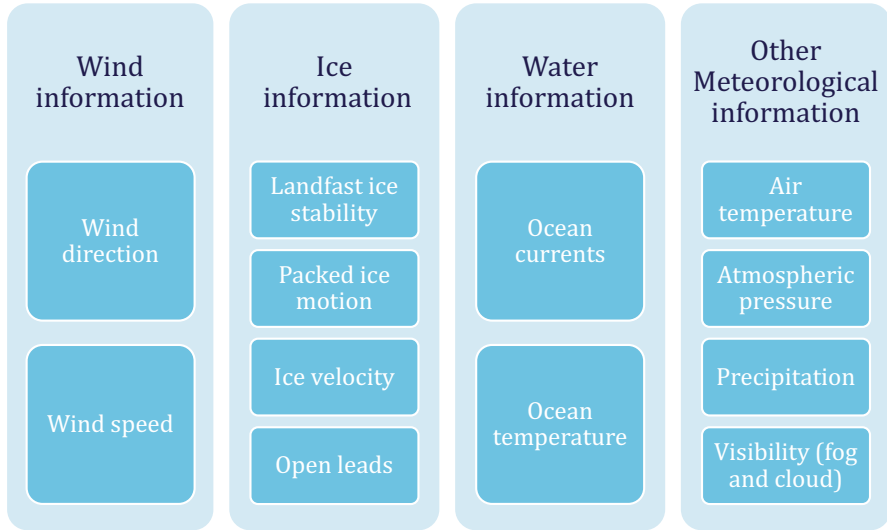 Wind
information
Wind
direction
Wind speed
Ice
information
Landfast ice
stability
Packed ice
motion
Ice velocity
Open leads
Water
information
Ocean
currents
Ocean
temperature
Other
Meteorological
information
Air
temperature
Atmospheric
pressure
Precipitation
Visibility (fog
and cloud)